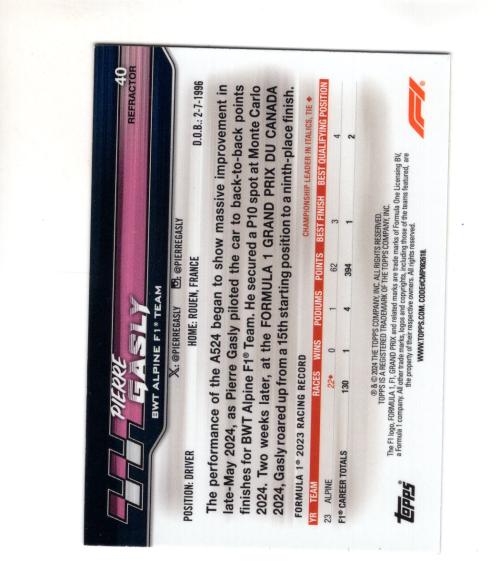 40
REFRACTOR
PIERRE
GASLY
BWT ALPINE F1® TEAM
X: @PIERREGASLY @PIERREGASLY
POSITION: DRIVER HOME: ROUEN, FRANCE D.O.B.: 2-7-1996
The performance of the A524 began to show massive improvement in
late-May 2024, as Pierre Gasly piloted the car to back-to-back points
finishes for BWT Alpine F1® Team. He secured a P10 spot at Monte Carlo
2024. Two weeks later, at the FORMULA 1 GRAND PRIX DU CANADA
2024, Gasly roared up from a 15th starting position to a ninth-place finish.
FORMULA 1® 2023 RACING RECORD CHAMPIONSHIP LEADER IN ITALICS, TIE ♦
YR TEAM RACES WINS PODIUMS POINTS BEST FINISH BEST QUALIFYING POSITION
23 ALPINE 22♦ 0 1 62 3 4
F1® CAREER TOTALS 130 1 4 394 1 2
® & © 2024 THE TOPPS COMPANY, INC. ALL RIGHTS RESERVED.
TOPPS IS A REGISTERED TRADEMARK OF THE TOPPS COMPANY, INC.
The F1 logo, FORMULA 1, F1, GRAND PRIX and related marks are trade marks of Formula One Licensing BV,
a Formula 1 company. All other trade marks, logos and copyrights, including those of the teams featured, are
the property of their respective owners. All rights reserved.
WWW.TOPPS.COM CODE#CMP092618
topps
F1